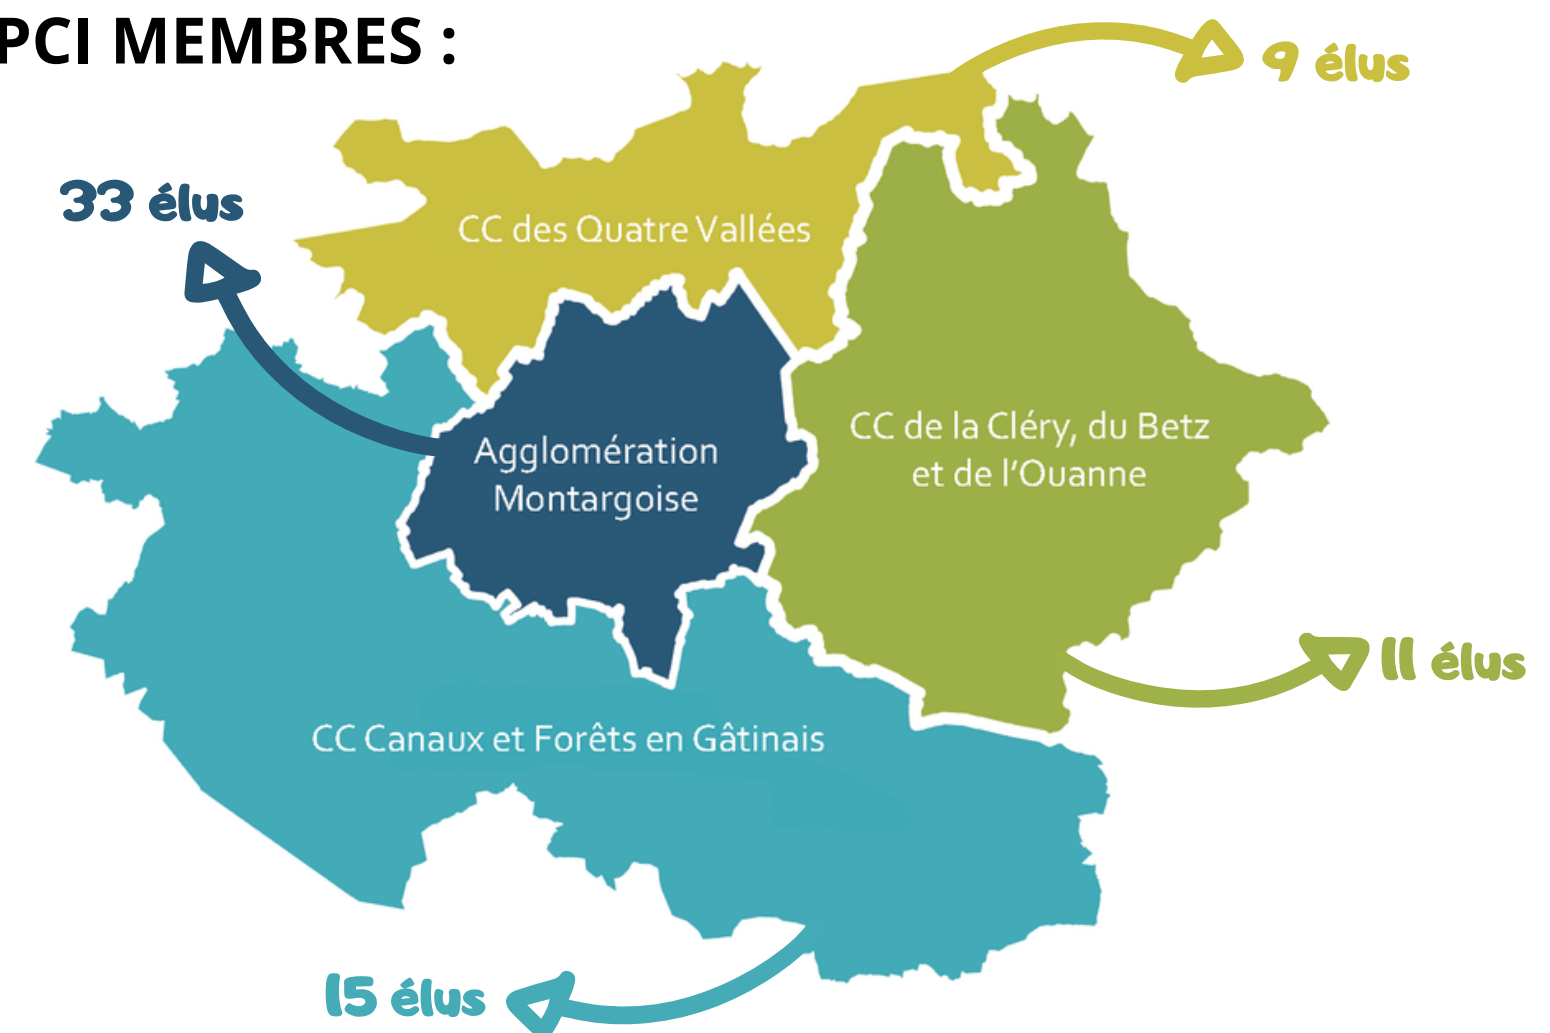 PCI MEMBRES :
9 élus
33 élus
CC des Quatre Vallées
CC de la Cléry, du Betz
et de l'Ouanne
Agglomération
Montargoise
11 élus
CC Canaux et Forêts en Gâtinais
15 élus